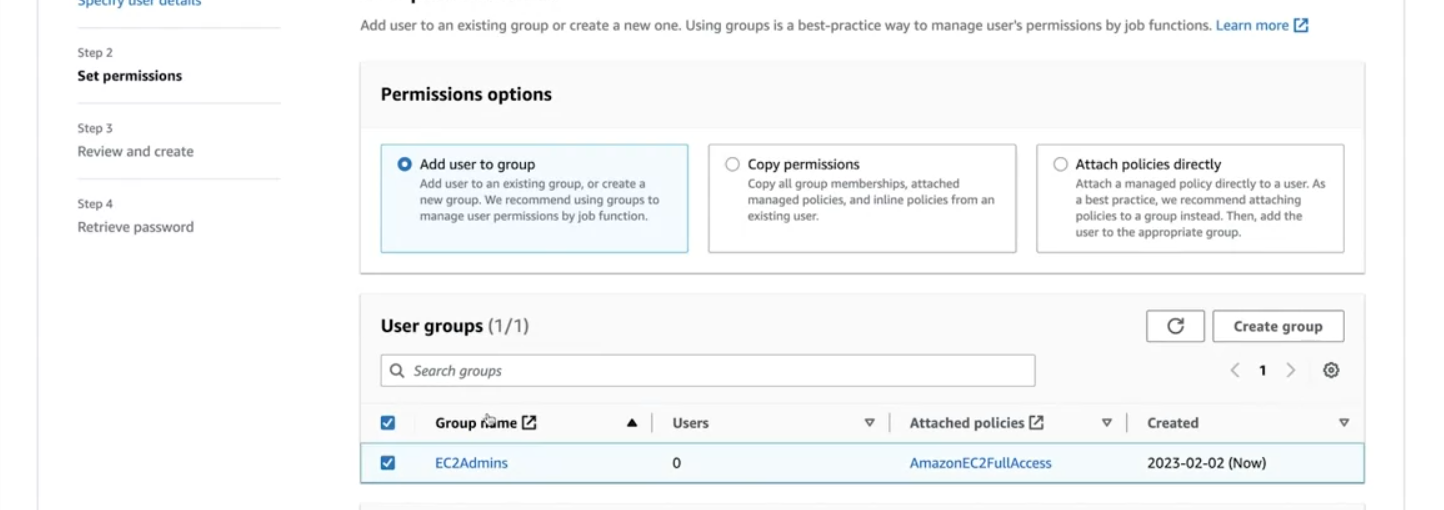 Specify user details
Add user to an existing group or create a new one. Using groups is a best-practice way to manage user's permissions by job functions. Learn more
Step 2
Set permissions
Step 3
Review and create
Step 4
Retrieve password
Permissions options
Add user to group
Add user to an existing group, or create a
new group. We recommend using groups to
manage user permissions by job function.
Copy permissions
Copy all group memberships, attached
managed policies, and inline policies from an
existing user.
Attach policies directly
Attach a managed policy directly to a user. As
a best practice, we recommend attaching
policies to a group instead. Then, add the
user to the appropriate group.
User groups (1/1)
Create group
Search groups
1
Group name Users Attached policies Created
EC2Admins 0 AmazonEC2FullAccess 2023-02-02 (Now)